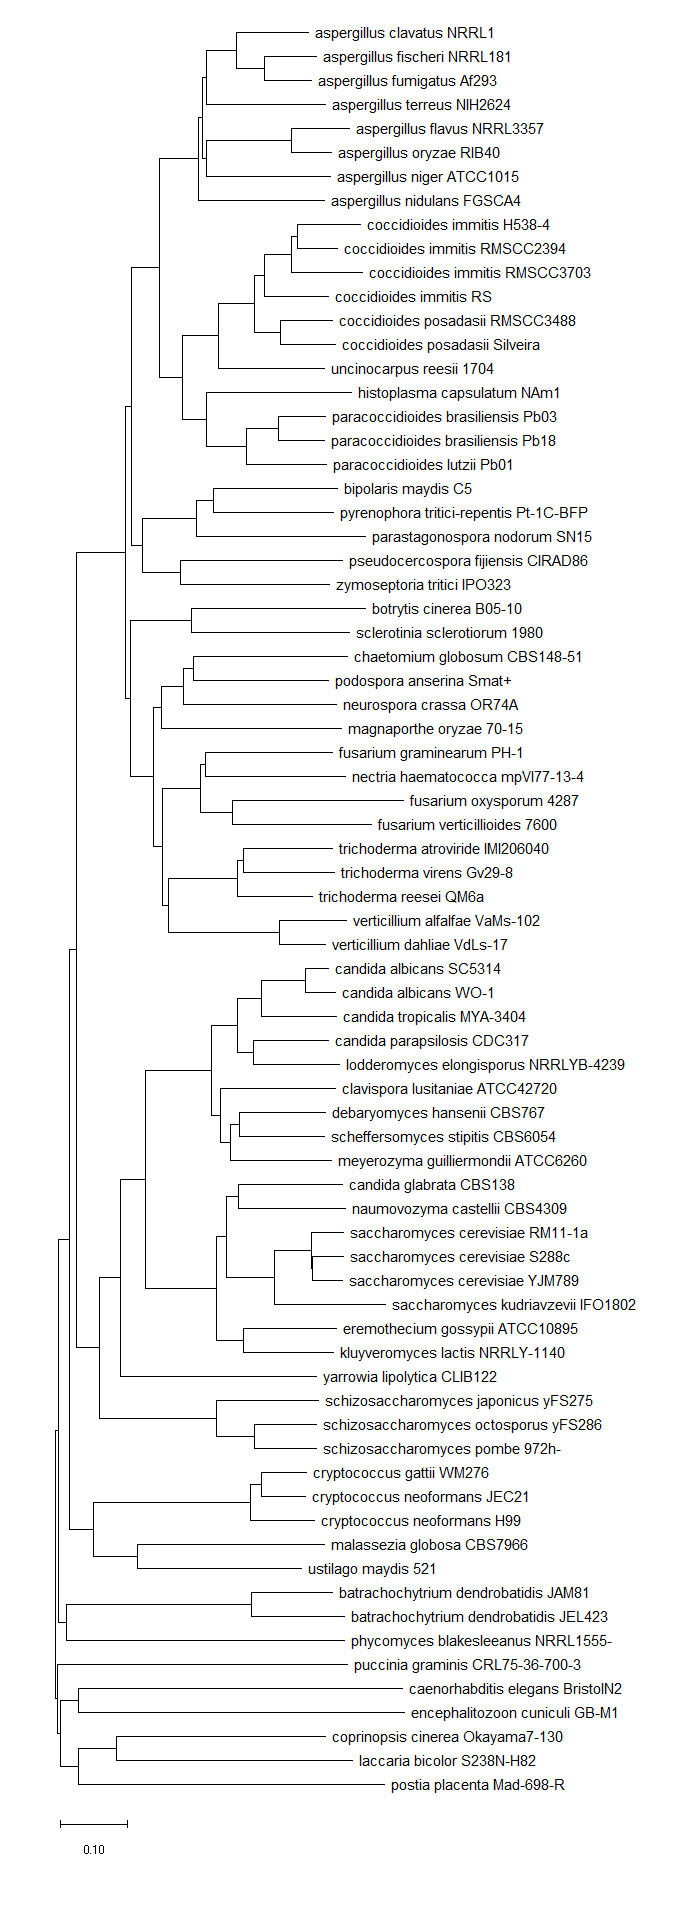 aspergillus clavatus NRRL1
aspergillus fischeri NRRL181
aspergillus fumigatus Af293
aspergillus terreus NIH2624
aspergillus flavus NRRL3357
aspergillus oryzae RIB40
aspergillus niger ATCC1015
aspergillus nidulans FGSCA4
coccidioides immitis H538-4
coccidioides immitis RMSCC2394
coccidioides immitis RMSCC3703
coccidioides immitis RS
coccidioides posadasii RMSCC3488
coccidioides posadasii Silveira
uncinocarpus reesii 1704
histoplasma capsulatum NAm1
paracoccidioides brasiliensis Pb03
paracoccidioides brasiliensis Pb18
paracoccidioides lutzii Pb01
bipolaris maydis C5
pyrenophora tritici-repentis Pt-1C-BFP
parastagonospora nodorum SN15
pseudocercospora fijiensis CIRAD86
zymoseptoria tritici IPO323
botrytis cinerea B05-10
sclerotinia sclerotiorum 1980
chaetomium globosum CBS148-51
podospora anserina Smat+
neurospora crassa OR74A
magnaporthe oryzae 70-15
fusarium graminearum PH-1
nectria haematococca mpVI77-13-4
fusarium oxysporum 4287
fusarium verticillioides 7600
trichoderma atroviride IMI206040
trichoderma virens Gv29-8
trichoderma reesei QM6a
verticillium alfalfae VaMs-102
verticillium dahliae VdLs-17
candida albicans SC5314
candida albicans WO-1
candida tropicalis MYA-3404
candida parapsilosis CDC317
lodderomyces elongisporus NRRLYB-4239
clavispora lusitaniae ATCC42720
debaryomyces hansenii CBS767
scheffersomyces stipitis CBS6054
meyerozyma guilliermondii ATCC6260
candida glabrata CBS138
naumovozyma castellii CBS4309
saccharomyces cerevisiae RM11-1a
saccharomyces cerevisiae S288c
saccharomyces cerevisiae YJM789
saccharomyces kudriavzevii IFO1802
eremothecium gossypii ATCC10895
kluyveromyces lactis NRRLY-1140
yarrowia lipolytica CLIB122
schizosaccharomyces japonicus yFS275
schizosaccharomyces octosporus yFS286
schizosaccharomyces pombe 972h-
cryptococcus gattii WM276
cryptococcus neoformans JEC21
cryptococcus neoformans H99
malassezia globosa CBS7966
ustilago maydis 521
batrachochytrium dendrobatidis JAM81
batrachochytrium dendrobatidis JEL423
phycomyces blakesleeanus NRRL1555-
puccinia graminis CRL75-36-700-3
caenorhabditis elegans BristolN2
encephalitozoon cuniculi GB-M1
coprinopsis cinerea Okayama7-130
laccaria bicolor S238N-H82
postia placenta Mad-698-R
0.10